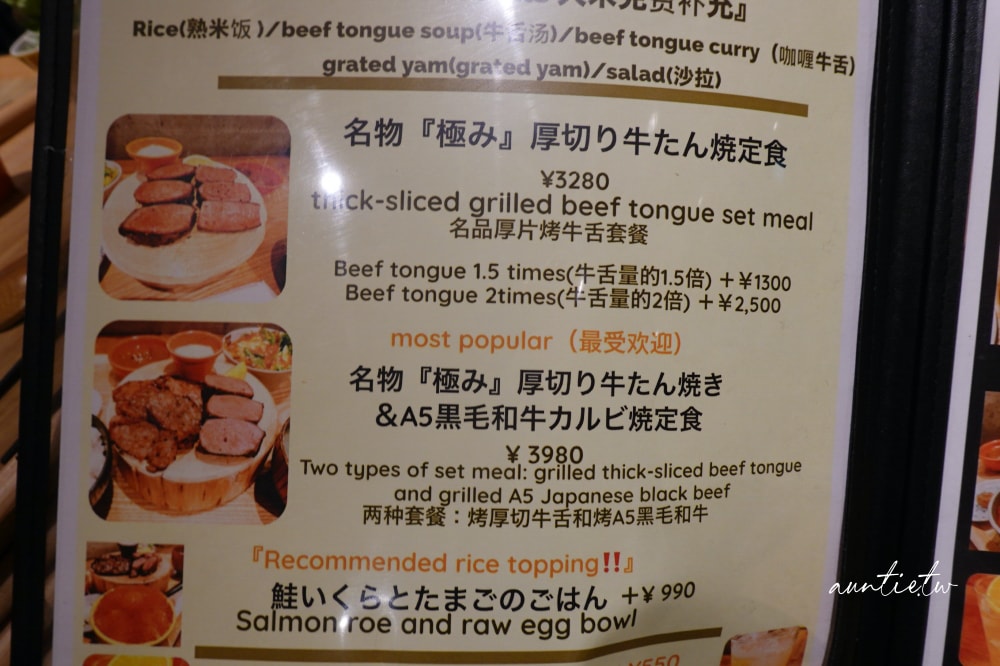 补充』
Rice(熟米饭 )/beef tongue soup(牛舌汤)/beef tongue curry（咖喱牛舌）
grated yam(grated yam)/salad(沙拉)
名物『極み』厚切り牛たん焼定食
¥3280
thick-sliced grilled beef tongue set meal
名品厚片烤牛舌套餐
Beef tongue 1.5 times(牛舌量的1.5倍) +¥1300
Beef tongue 2times(牛舌量的2倍) +¥2,500
most popular（最受欢迎）
名物『極み』厚切り牛たん焼き
&A5黒毛和牛カルビ焼定食
¥ 3980
Two types of set meal: grilled thick-sliced beef tongue
and grilled A5 Japanese black beef
两种套餐：烤厚切牛舌和烤A5黑毛和牛
『Recommended rice topping‼』
鮭いくらとたまごのごはん +¥ 990
Salmon roe and raw egg bowl
¥550
auntie.tw